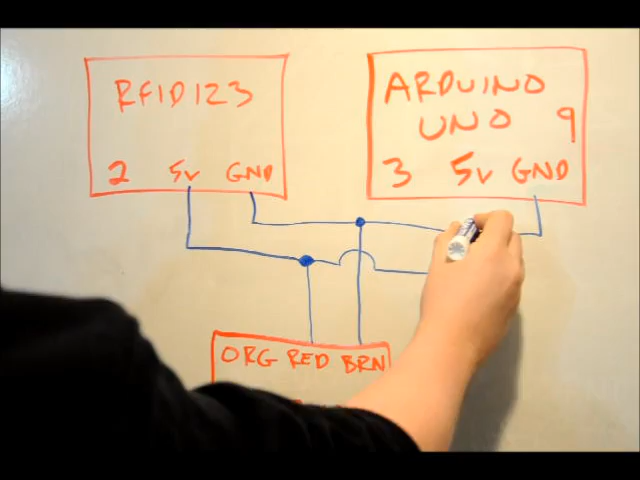 RFID123
2 5v GND
ARDUINO
UNO 9
3 5v GND
ORG RED BRN